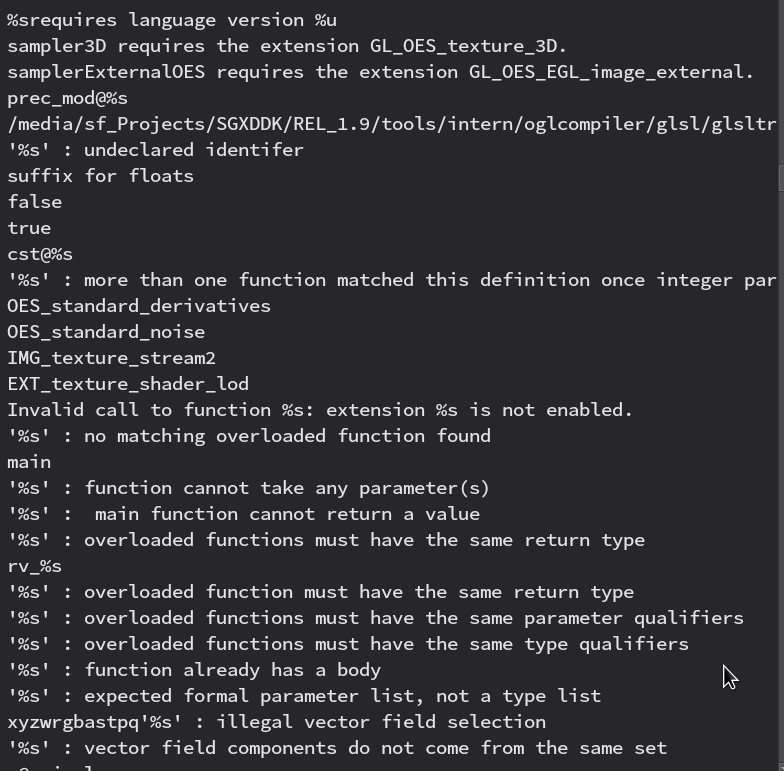 %srequires language version %u
sampler3D requires the extension GL_OES_texture_3D.
samplerExternalOES requires the extension GL_OES_EGL_image_external.
prec_mod@%s
/media/sf_Projects/SGXDDK/REL_1.9/tools/intern/oglcompiler/glsl/glsltr
'%s' : undeclared identifer
suffix for floats
false
true
cst@%s
'%s' : more than one function matched this definition once integer par
OES_standard_derivatives
OES_standard_noise
IMG_texture_stream2
EXT_texture_shader_lod
Invalid call to function %s: extension %s is not enabled.
'%s' : no matching overloaded function found
main
'%s' : function cannot take any parameter(s)
'%s' :  main function cannot return a value
'%s' : overloaded functions must have the same return type
rv_%s
'%s' : overloaded function must have the same return type
'%s' : overloaded functions must have the same parameter qualifiers
'%s' : overloaded functions must have the same type qualifiers
'%s' : function already has a body
'%s' : expected formal parameter list, not a type list
xyzwrgbastpq'%s' : illegal vector field selection
'%s' : vector field components do not come from the same set